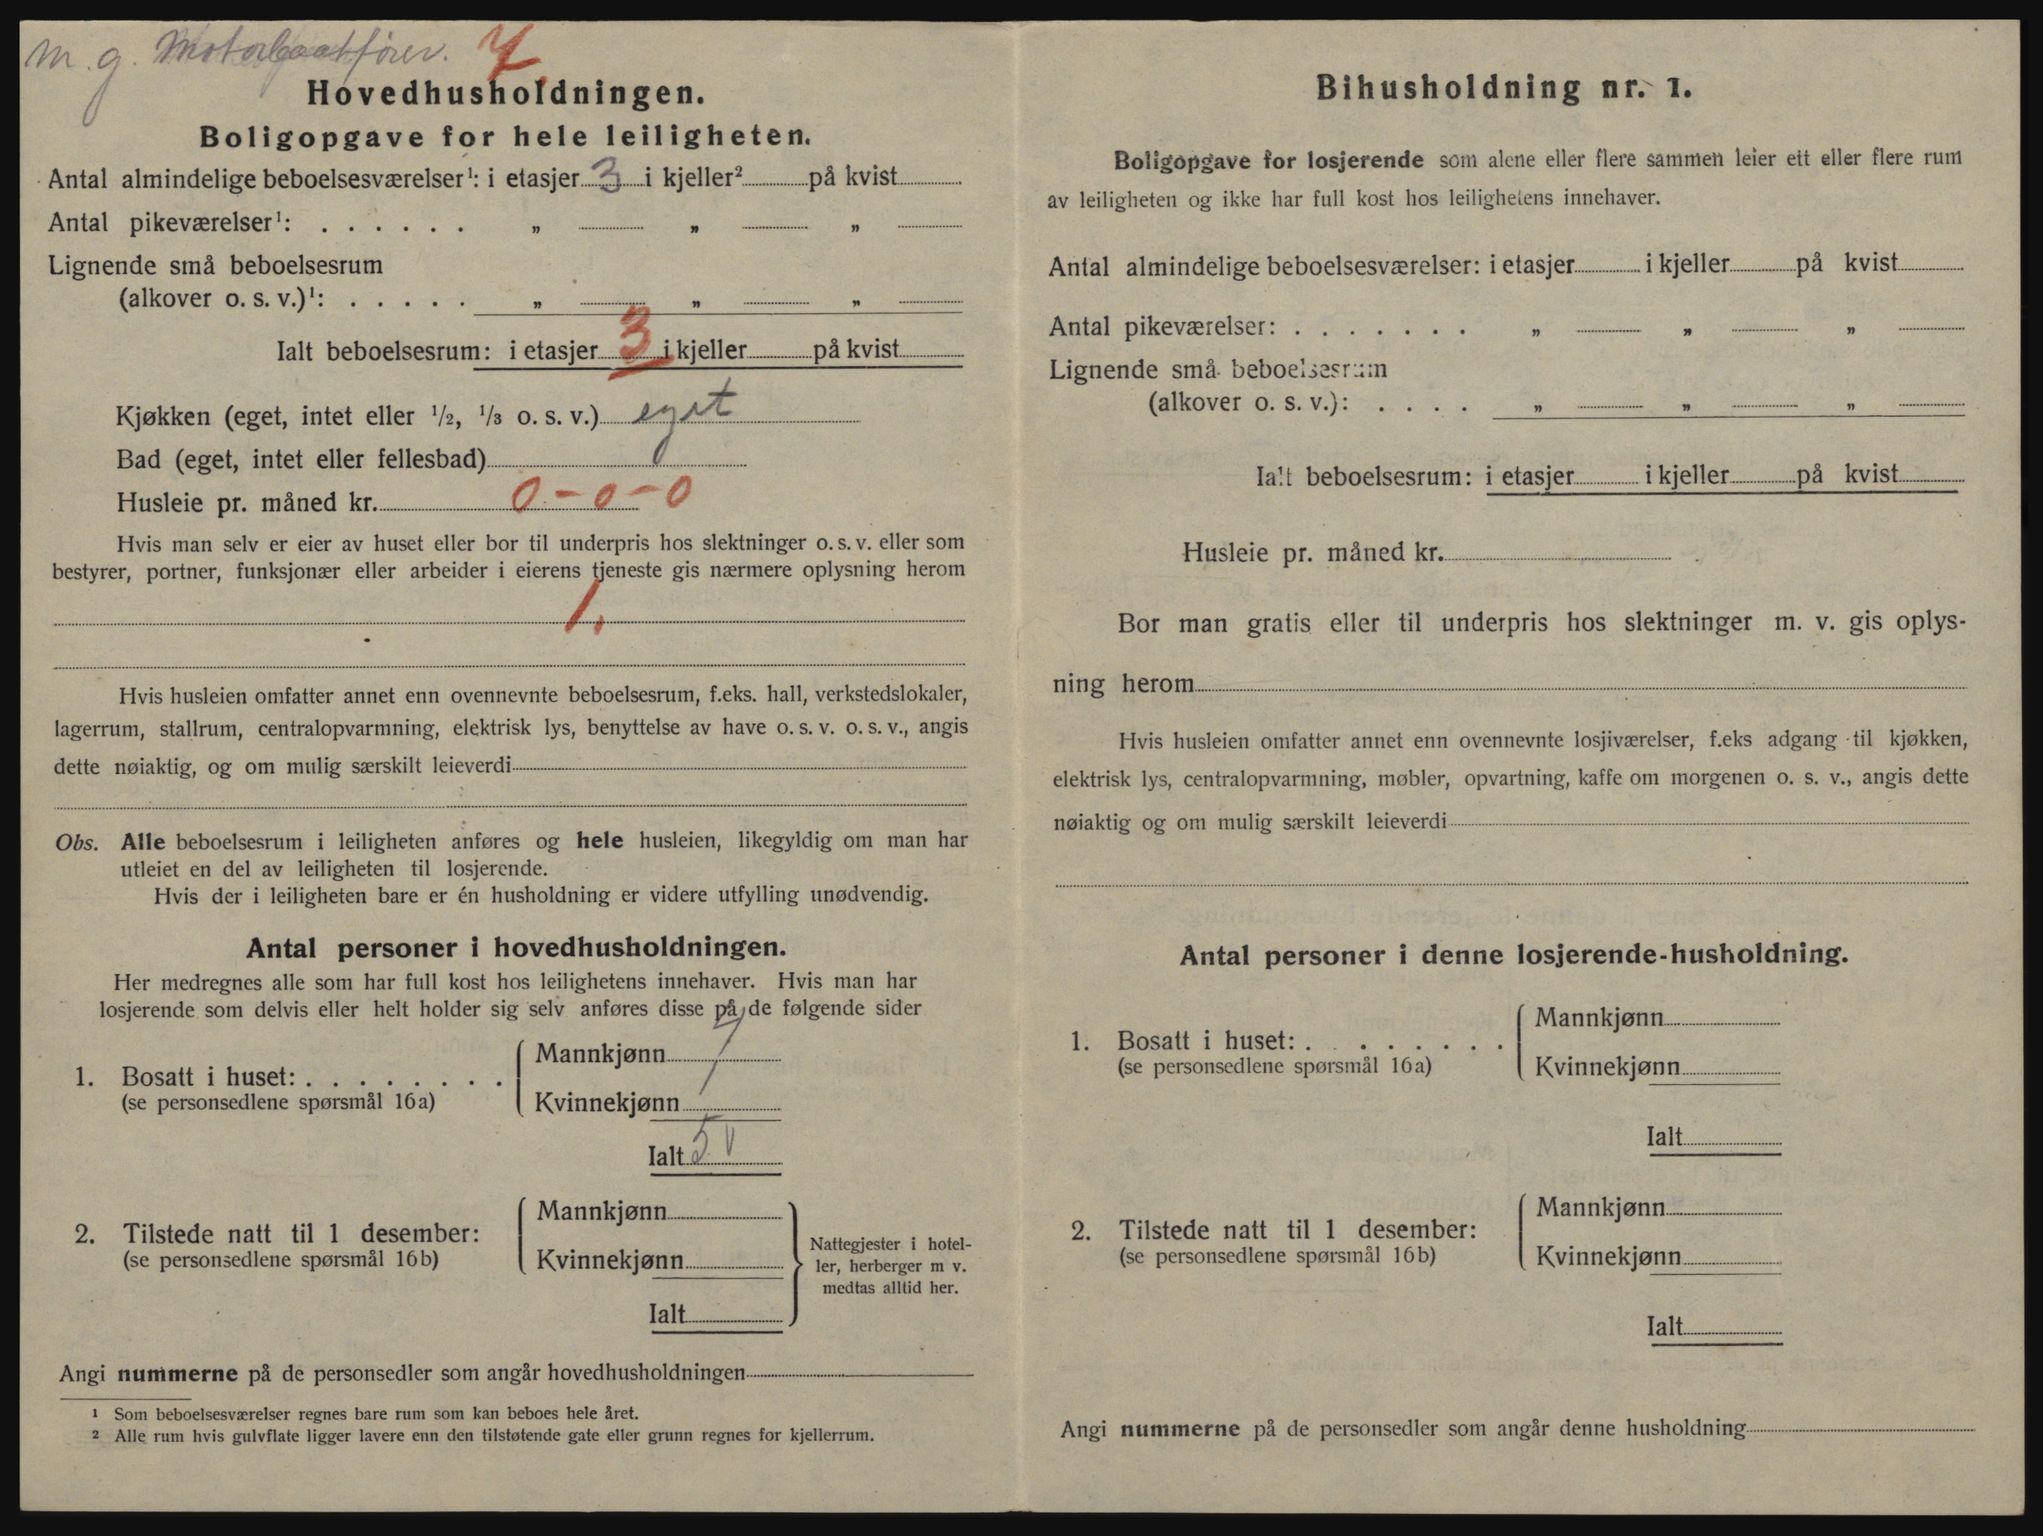 m. g. Motorbaatfører. 7.
Hovedhusholdningen.
Boligopgave for hele leiligheten.
Antal almindelige beboelsesværelser¹: i etasjer 3 i kjeller² på kvist
Antal pikeværelser¹: . . . . . . „ „ „
Lignende små beboelsesrum
(alkover o. s. v.)¹: . . . . . „ „ „
Ialt beboelsesrum: i etasjer 3 i kjeller på kvist
Kjøkken (eget, intet eller 1/2, 1/3 o. s. v.) eget
Bad (eget, intet eller fellesbad)
Husleie pr. måned kr. 0-0-0
Hvis man selv er eier av huset eller bor til underpris hos slektninger o. s. v. eller som
bestyrer, portner, funksjonær eller arbeider i eierens tjeneste gis nærmere oplysning herom
1.
Hvis husleien omfatter annet enn ovennevnte beboelsesrum, f.eks. hall, verkstedslokaler,
lagerrum, stallrum, centralopvarmning, elektrisk lys, benyttelse av have o. s. v. o. s. v., angis
dette nøiaktig, og om mulig særskilt leieverdi
Obs. Alle beboelsesrum i leiligheten anføres og hele husleien, likegyldig om man har
utleiet en del av leiligheten til losjerende.
Hvis der i leiligheten bare er én husholdning er videre utfylling unødvendig.
Antal personer i hovedhusholdningen.
Her medregnes alle som har full kost hos leilighetens innehaver. Hvis man har
losjerende som delvis eller helt holder sig selv anføres disse på de følgende sider
1. Bosatt i huset: . . . . . . . .
(se personsedlene spørsmål 16a)
Mannkjønn
Kvinnekjønn
Ialt 5 v
2. Tilstede natt til 1 desember:
(se personsedlene spørsmål 16b)
Mannkjønn
Kvinnekjønn
Ialt
Nattegjester i hotel-
ler, herberger m v.
medtas alltid her.
Angi nummerne på de personsedler som angår hovedhusholdningen
1 Som beboelsesværelser regnes bare rum som kan beboes hele året.
2 Alle rum hvis gulvflate ligger lavere enn den tilstøtende gate eller grunn regnes for kjellerrum.
Bihusholdning nr. 1.
Boligopgave for losjerende som alene eller flere sammen leier ett eller flere rum
av leiligheten og ikke har full kost hos leilighetens innehaver.
Antal almindelige beboelsesværelser: i etasjer i kjeller på kvist
Antal pikeværelser: . . . . . . . „ „ „
Lignende små beboelsesrum
(alkover o. s. v.): . . . . „ „ „
Ialt beboelsesrum: i etasjer i kjeller på kvist
Husleie pr. måned kr.
Bor man gratis eller til underpris hos slektninger m. v. gis oplys-
ning herom
Hvis husleien omfatter annet enn ovennevnte losjiværelser, f.eks adgang til kjøkken,
elektrisk lys, centralopvarmning, møbler, opvartning, kaffe om morgenen o. s. v., angis dette
nøiaktig og om mulig særskilt leieverdi
Antal personer i denne losjerende-husholdning.
1. Bosatt i huset: . . . . . . . .
(se personsedlene spørsmål 16a)
Mannkjønn
Kvinnekjønn
Ialt
2. Tilstede natt til 1 desember:
(se personsedlene spørsmål 16b)
Mannkjønn
Kvinnekjønn
Ialt
Angi nummerne på de personsedler som angår denne husholdning